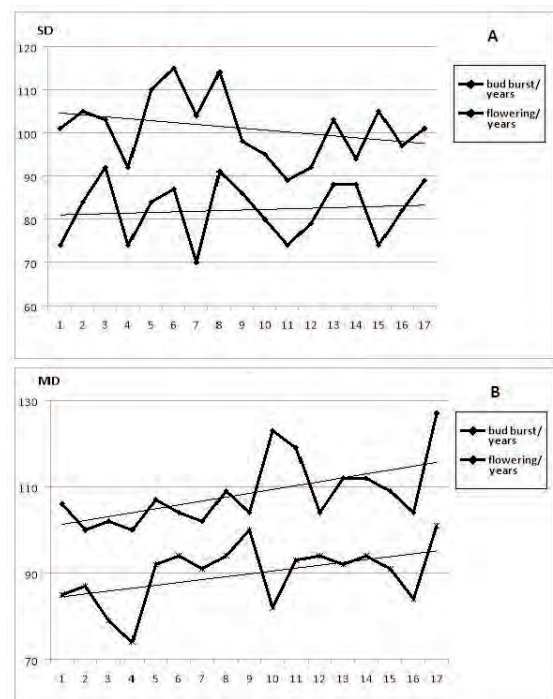 SD
A
120
110
100
90
80
70
60
1 2 3 4 5 6 7 8 9 10 11 12 13 14 15 16 17
bud burst/
years
flowering/
years
MD
B
130
110
90
70
1 2 3 4 5 6 7 8 9 10 11 12 13 14 15 16 17
bud burst/
years
flowering/
years